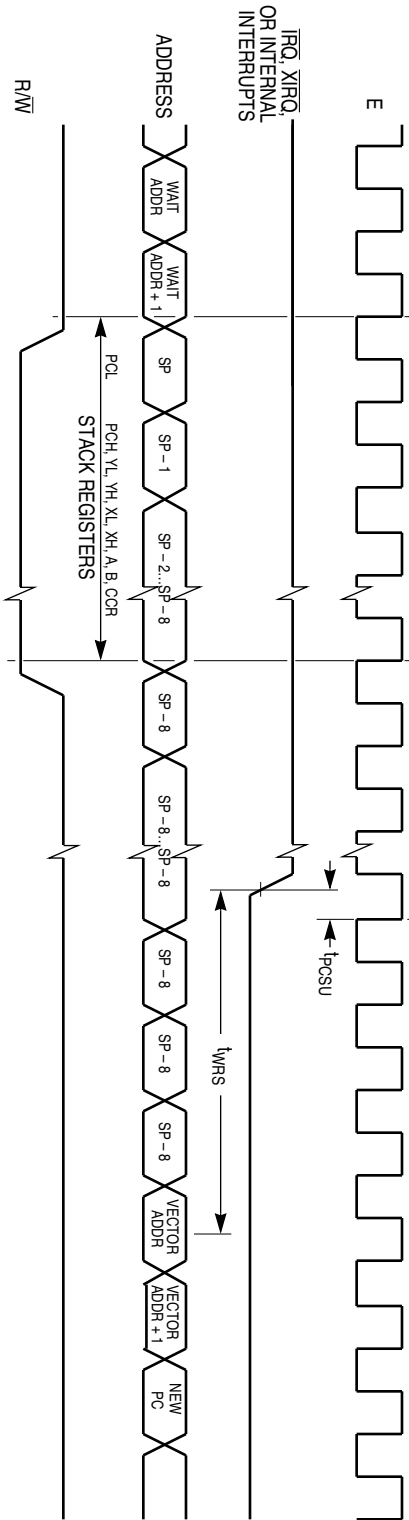 E
IRQ, XIRQ,
OR INTERNAL
INTERRUPTS
tPCSU
tWRS
ADDRESS
WAIT
ADDR
WAIT
ADDR + 1
SP
SP – 1
SP – 2...SP – 8
SP – 8
SP – 8...SP – 8
SP – 8
SP – 8
SP – 8
VECTOR
ADDR
VECTOR
ADDR + 1
NEW
PC
PCL
PCH, YL, YH, XL, XH, A, B, CCR
STACK REGISTERS
R/W